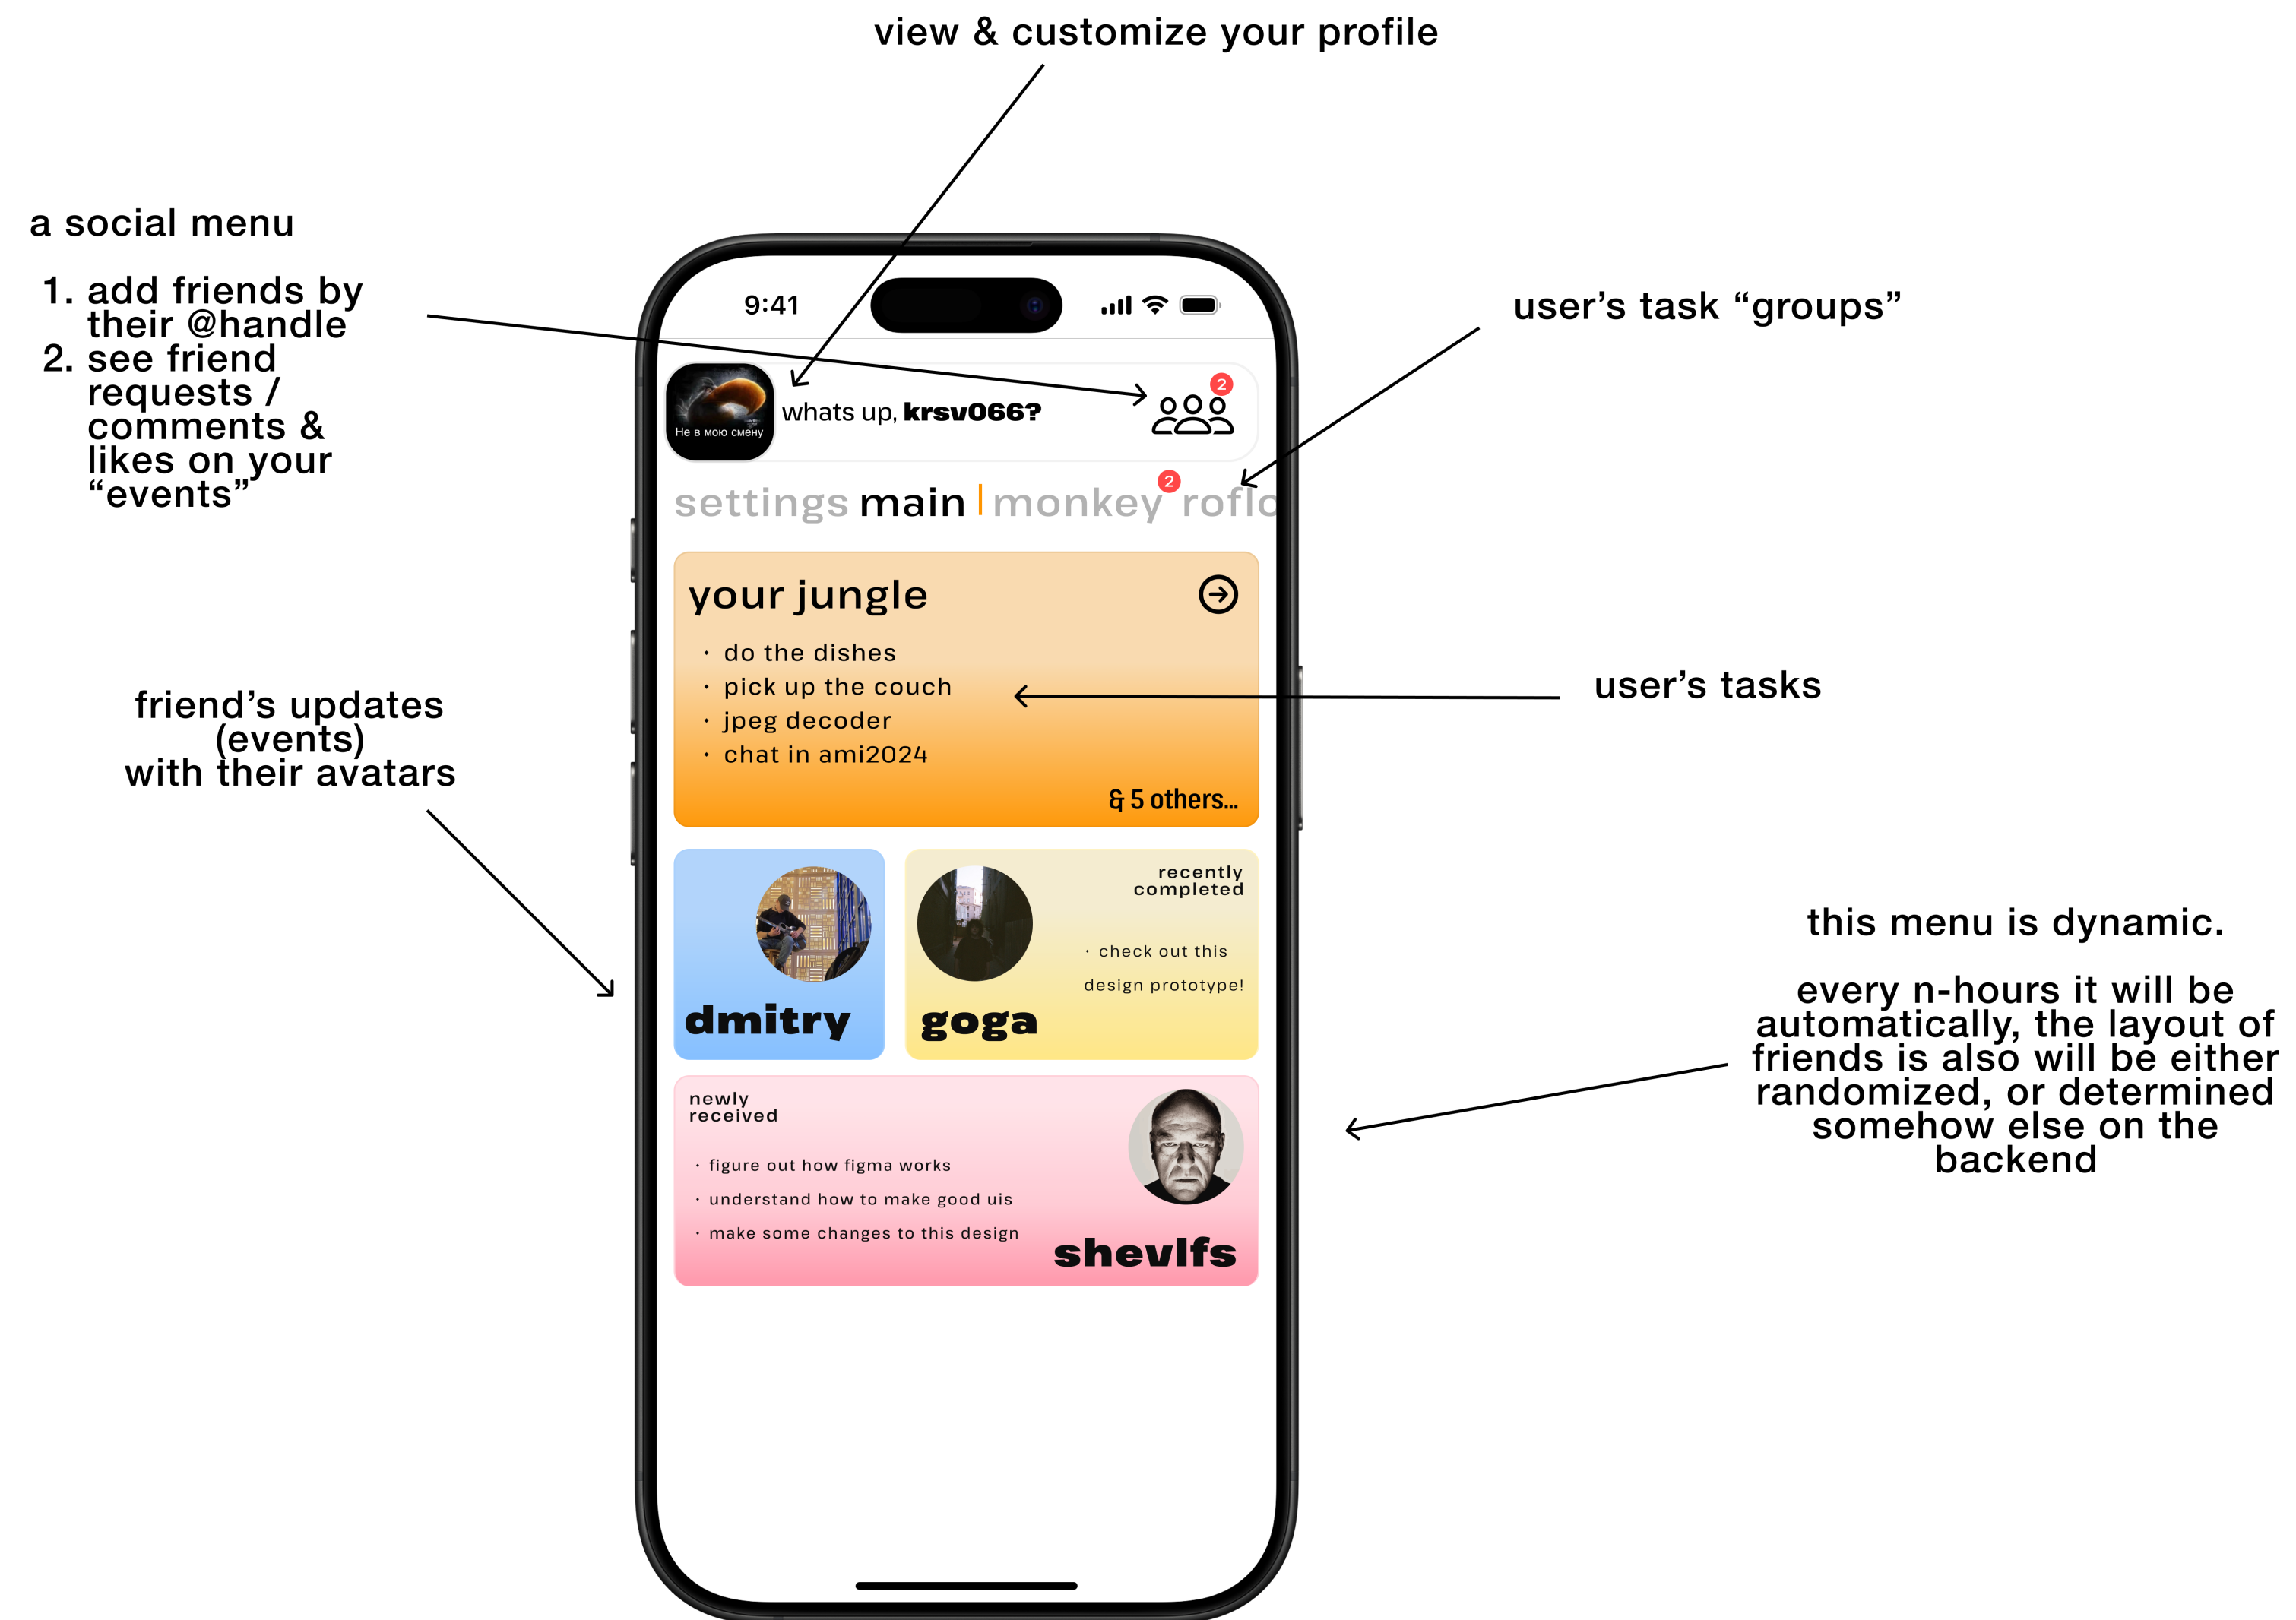 view & customize your profile
a social menu
1. add friends by
their @handle
2. see friend
requests /
comments &
likes on your
“events”
user’s task “groups”
9:41
Не в мою смену
whats up, krsv066?
2
settings main | monkey 2 roflo
your jungle
· do the dishes
· pick up the couch
· jpeg decoder
· chat in ami2024
& 5 others...
user’s tasks
friend’s updates
(events)
with their avatars
dmitry
recently
completed
· check out this
design prototype!
goga
newly
received
· figure out how figma works
· understand how to make good uis
· make some changes to this design
shevlfs
this menu is dynamic.
every n-hours it will be
automatically, the layout of
friends is also will be either
randomized, or determined
somehow else on the
backend